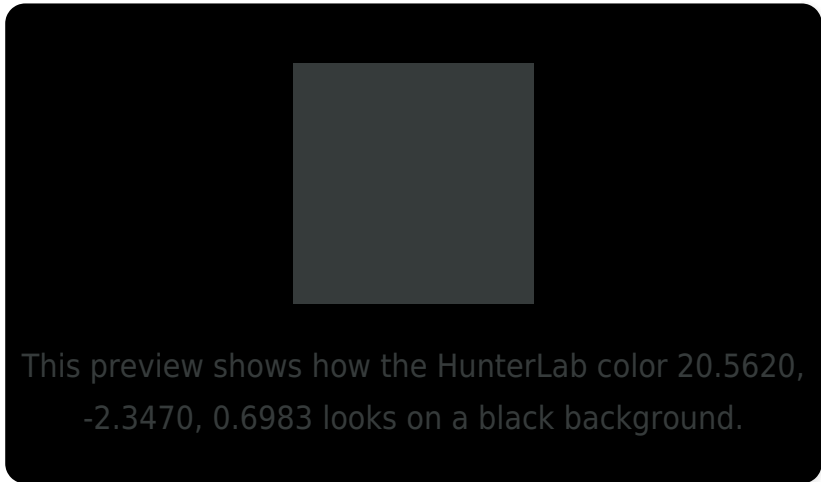 This preview shows how the HunterLab color 20.5620,
-2.3470, 0.6983 looks on a black background.